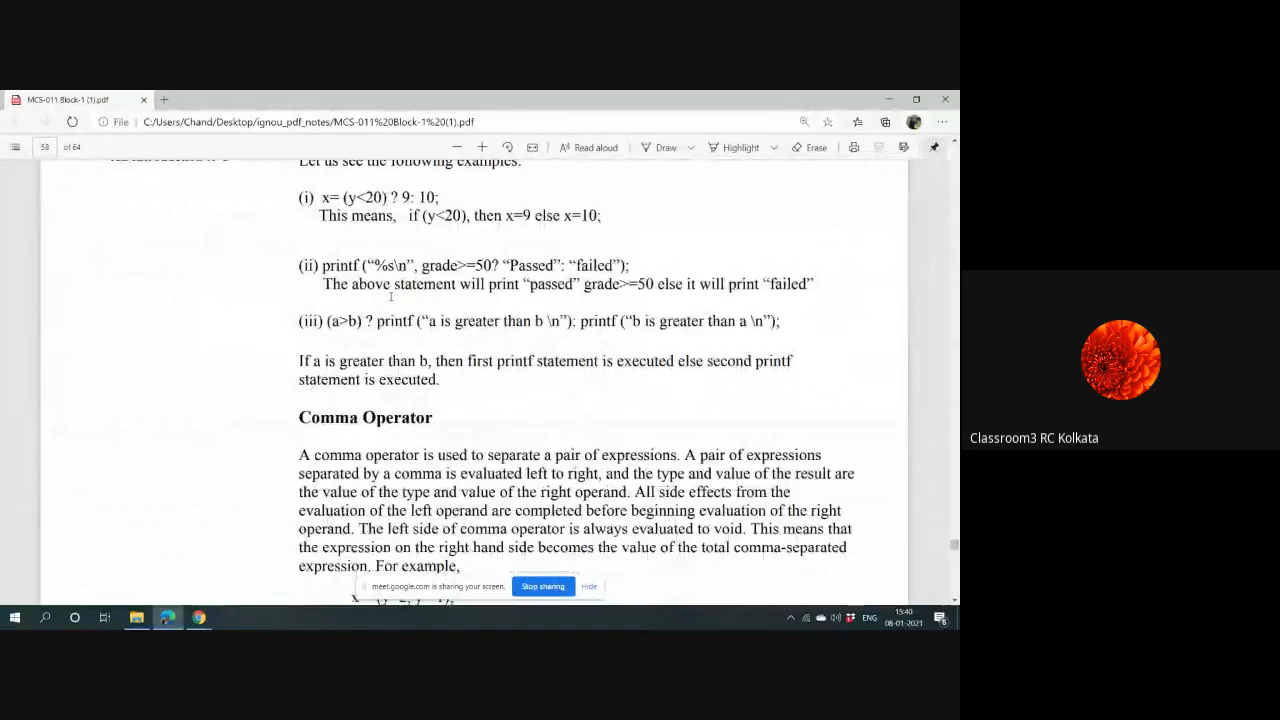 MCS-011 Block-1 (1).pdf
File
C:/Users/Chand/Desktop/ignou_pdf_notes/MCS-011%20Block-1%20(1).pdf
53 of 64
Read aloud
Draw
Highlight
Erase
Let us see the following examples:
(i) x= (y<20) ? 9: 10;
This means, if (y<20), then x=9 else x=10;
(ii) printf (“%s\n”, grade>=50? “Passed”: “failed”);
The above statement will print “passed” grade>=50 else it will print “failed”
(iii) (a>b) ? printf (“a is greater than b \n”): printf (“b is greater than a \n”);
If a is greater than b, then first printf statement is executed else second printf
statement is executed.
Comma Operator
A comma operator is used to separate a pair of expressions. A pair of expressions
separated by a comma is evaluated left to right, and the type and value of the result are
the value of the type and value of the right operand. All side effects from the
evaluation of the left operand are completed before beginning evaluation of the right
operand. The left side of comma operator is always evaluated to void. This means that
the expression on the right hand side becomes the value of the total comma-separated
expression. For example,
meet.google.com is sharing your screen.
Stop sharing
Hide
ENG
15:40
08-01-2021
Classroom3 RC Kolkata